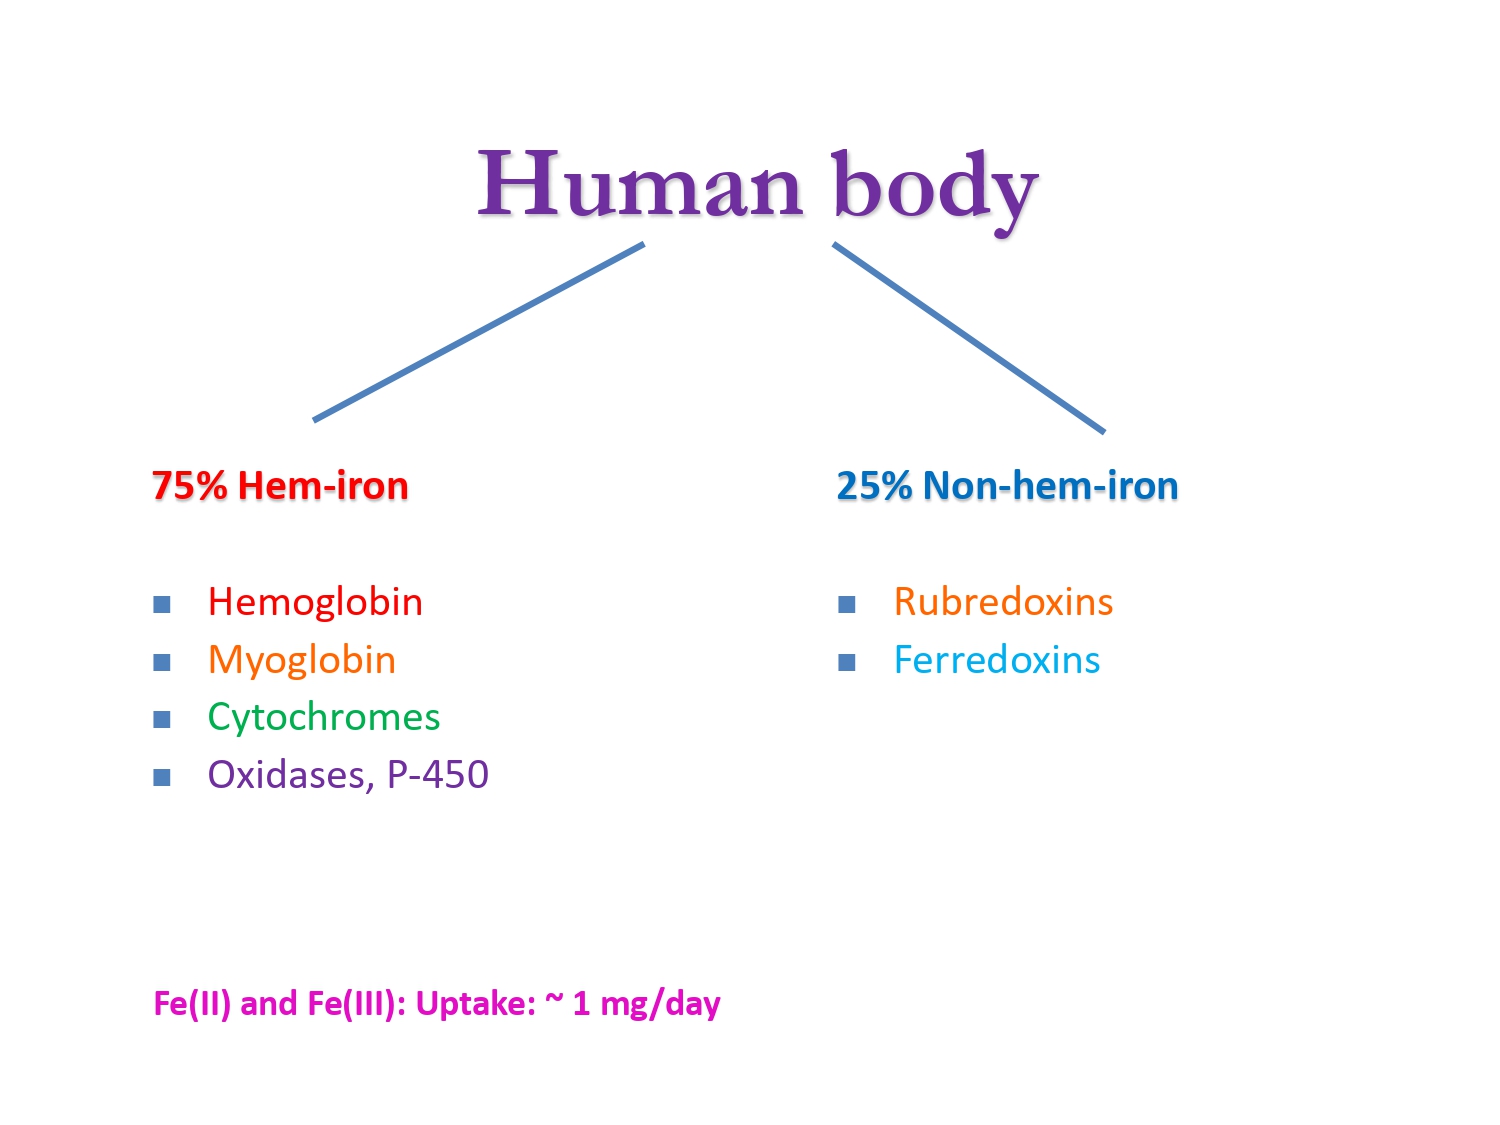 Human body
75% Hem-iron
Hemoglobin
Myoglobin
Cytochromes
Oxidases, P-450
25% Non-hem-iron
Rubredoxins
Ferredoxins
Fe(II) and Fe(III): Uptake: ~ 1 mg/day